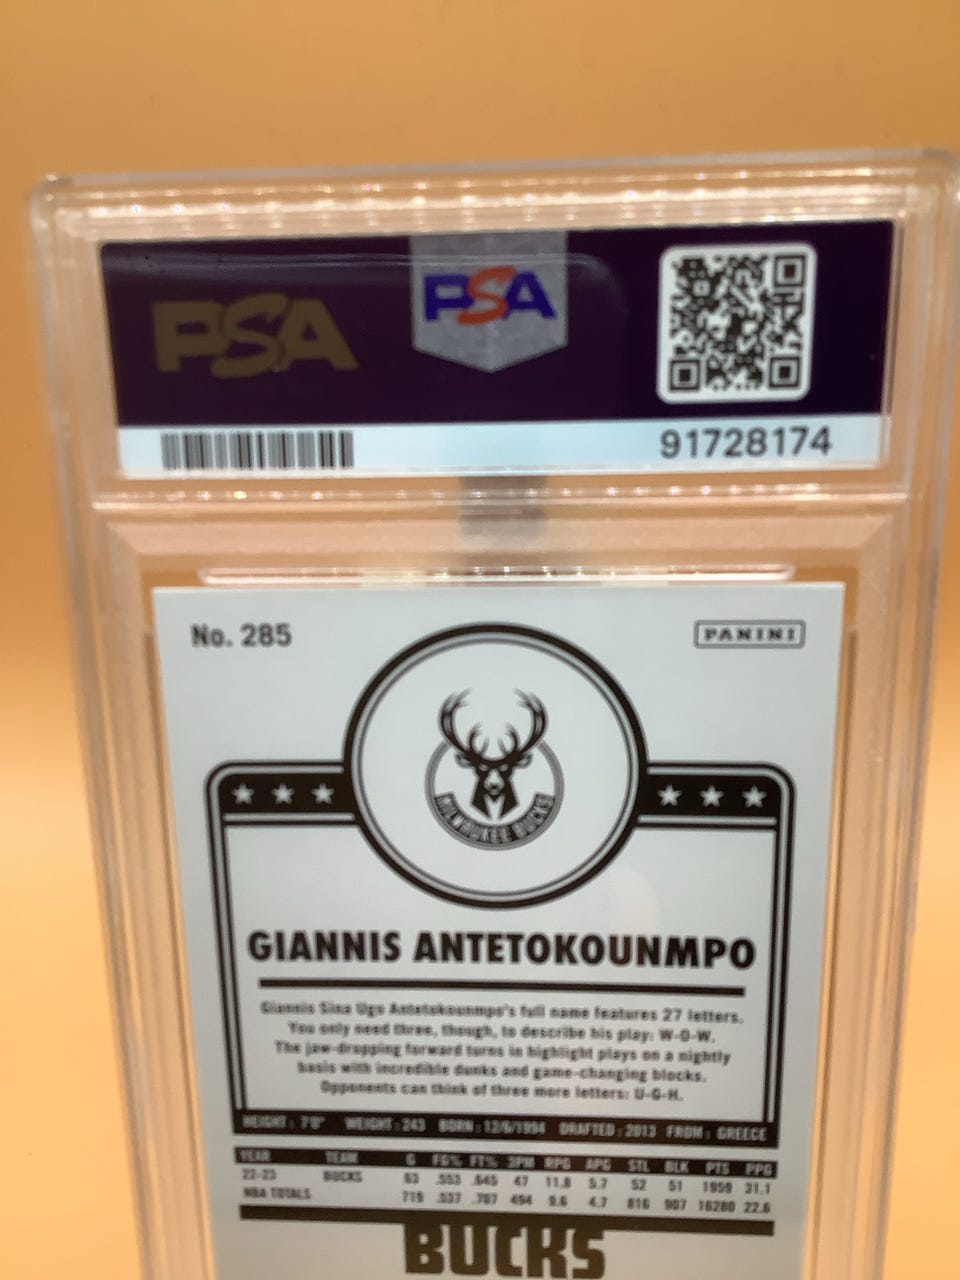 PSA
PSA
91728174
No. 285
PANINI
MILWAUKEE BUCKS
GIANNIS ANTETOKOUNMPO
Giannis Sina Ugo Antetokounmpo's full name features 27 letters.
You only need three, though, to describe his play: W-O-W.
The jaw-dropping forward turns in highlight plays on a nightly
basis with incredible dunks and game-changing blocks.
Opponents can think of three more letters: U-G-H.
HEIGHT: 7'0" WEIGHT: 243 BORN: 12/6/1994 DRAFTED: 2013 FROM: GREECE
YEAR TEAM G FG% FT% 3PM RPG APG STL BLK PTS PPG
22-23 BUCKS 63 .553 .645 47 11.8 5.7 52 51 1959 31.1
NBA TOTALS 719 .537 .707 494 9.6 4.7 816 907 16280 22.6
BUCKS